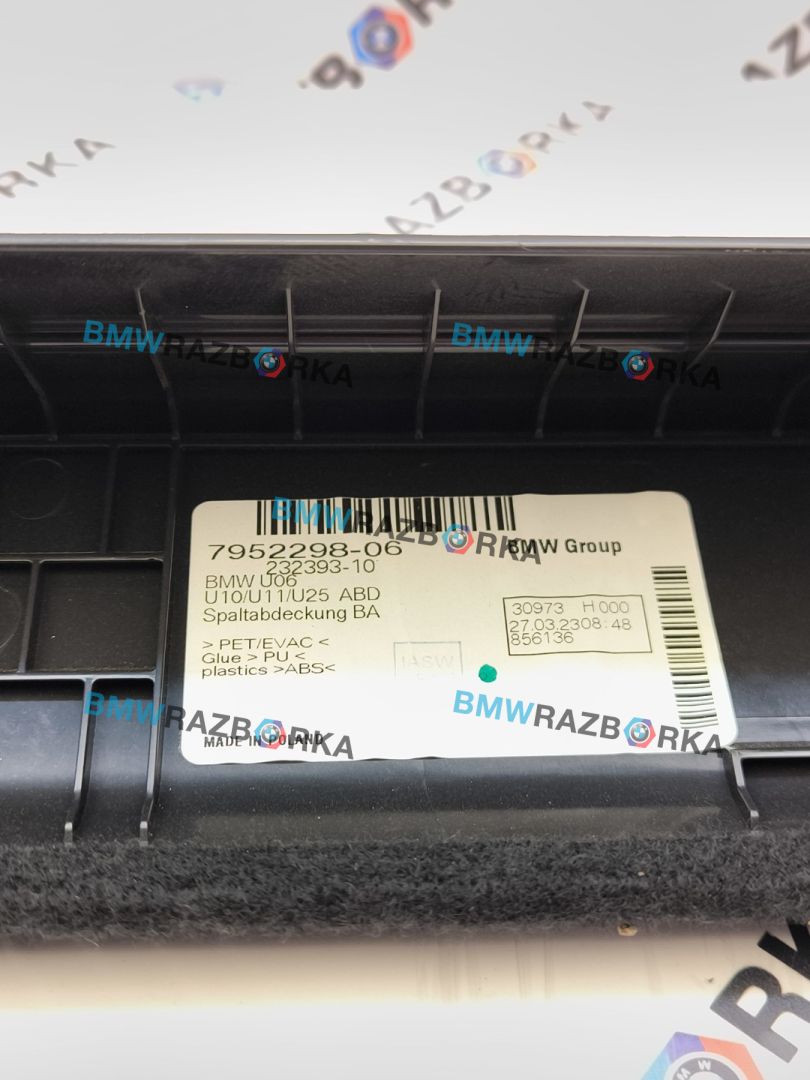 RAZBORKA
BMWRAZBORKA
BMWRAZBORKA
BMWRAZBORKA
7952298-06
BMW Group
232393-10
BMW U06
U10/U11/U25 ABD
Spaltabdeckung BA
30973 H000
27.03.2308:48
856136
> PET/EVAC <
Glue > PU <
plastics >ABS<
IASW
BMWRAZBORKA
BMWRAZBORKA
MADE IN POLAND